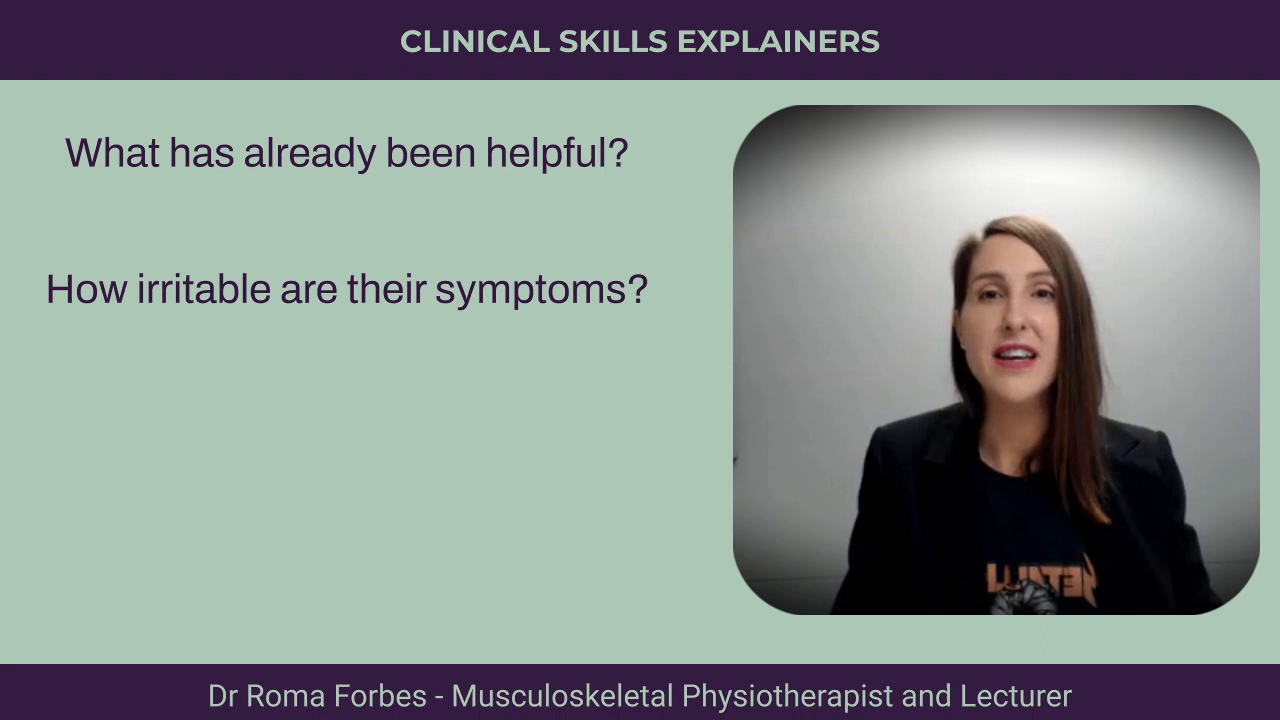 CLINICAL SKILLS EXPLAINERS
What has already been helpful?
How irritable are their symptoms?
Dr Roma Forbes - Musculoskeletal Physiotherapist and Lecturer